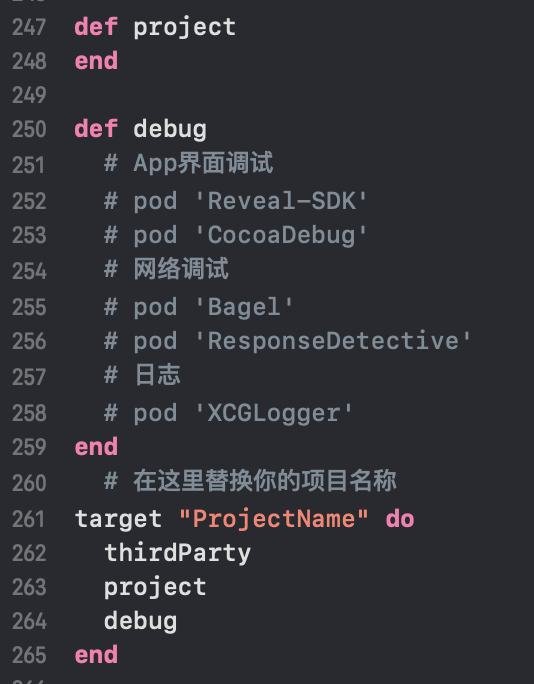 247 def project
248 end
249
250 def debug
251   # App界面调试
252   # pod 'Reveal-SDK'
253   # pod 'CocoaDebug'
254   # 网络调试
255   # pod 'Bagel'
256   # pod 'ResponseDetective'
257   # 日志
258   # pod 'XCGLogger'
259 end
260   # 在这里替换你的项目名称
261 target "ProjectName" do
262   thirdParty
263   project
264   debug
265 end